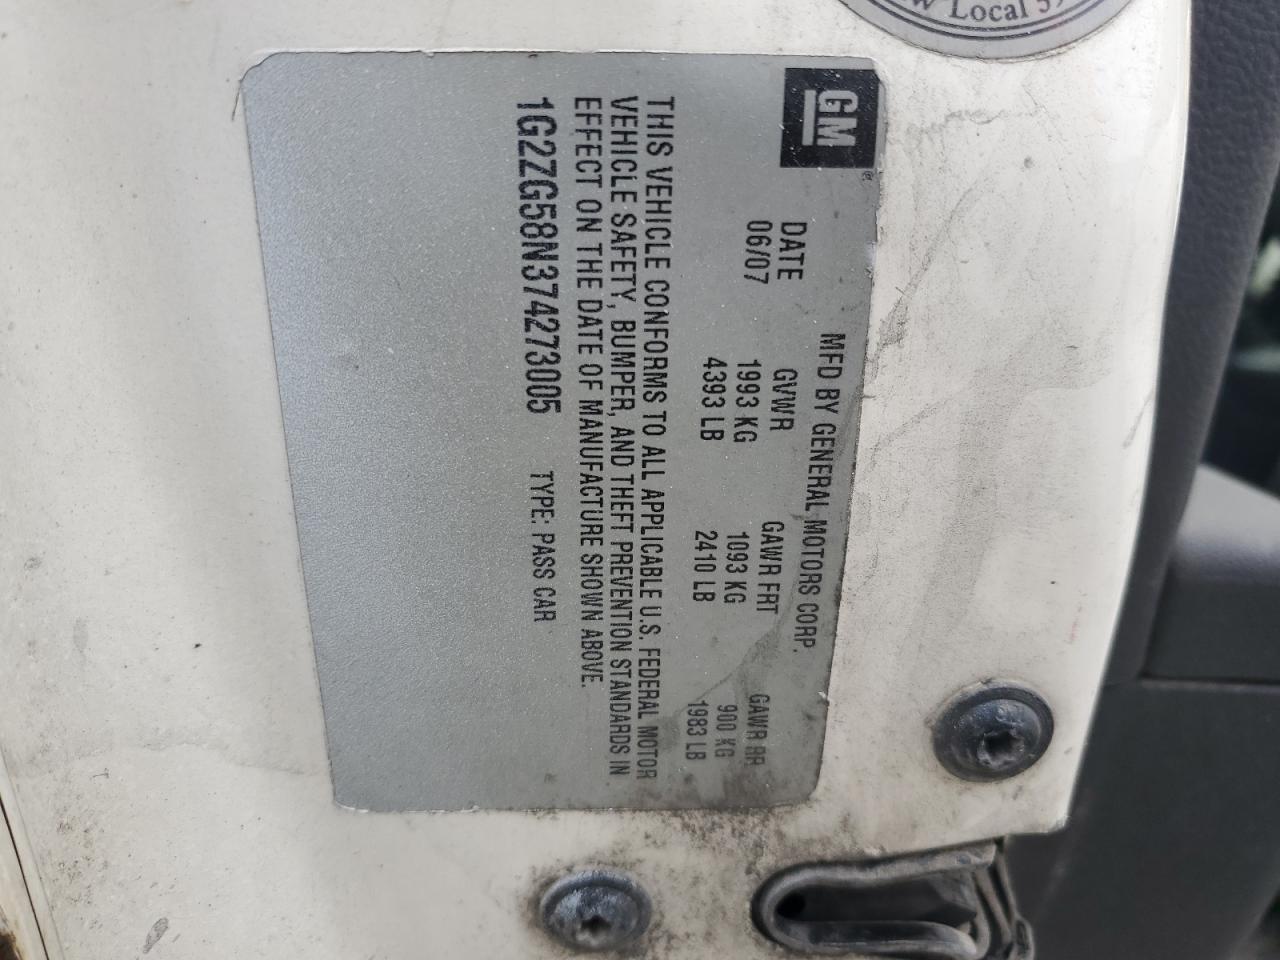 w Local 5
GM
MFD BY GENERAL MOTORS CORP.
DATE GVWR GAWR FRT GAWR RR
06/07 1993 KG 1093 KG 900 KG
4393 LB 2410 LB 1983 LB
THIS VEHICLE CONFORMS TO ALL APPLICABLE U.S. FEDERAL MOTOR
VEHICLE SAFETY, BUMPER, AND THEFT PREVENTION STANDARDS IN
EFFECT ON THE DATE OF MANUFACTURE SHOWN ABOVE.
1G2ZG58N374273005 TYPE: PASS CAR